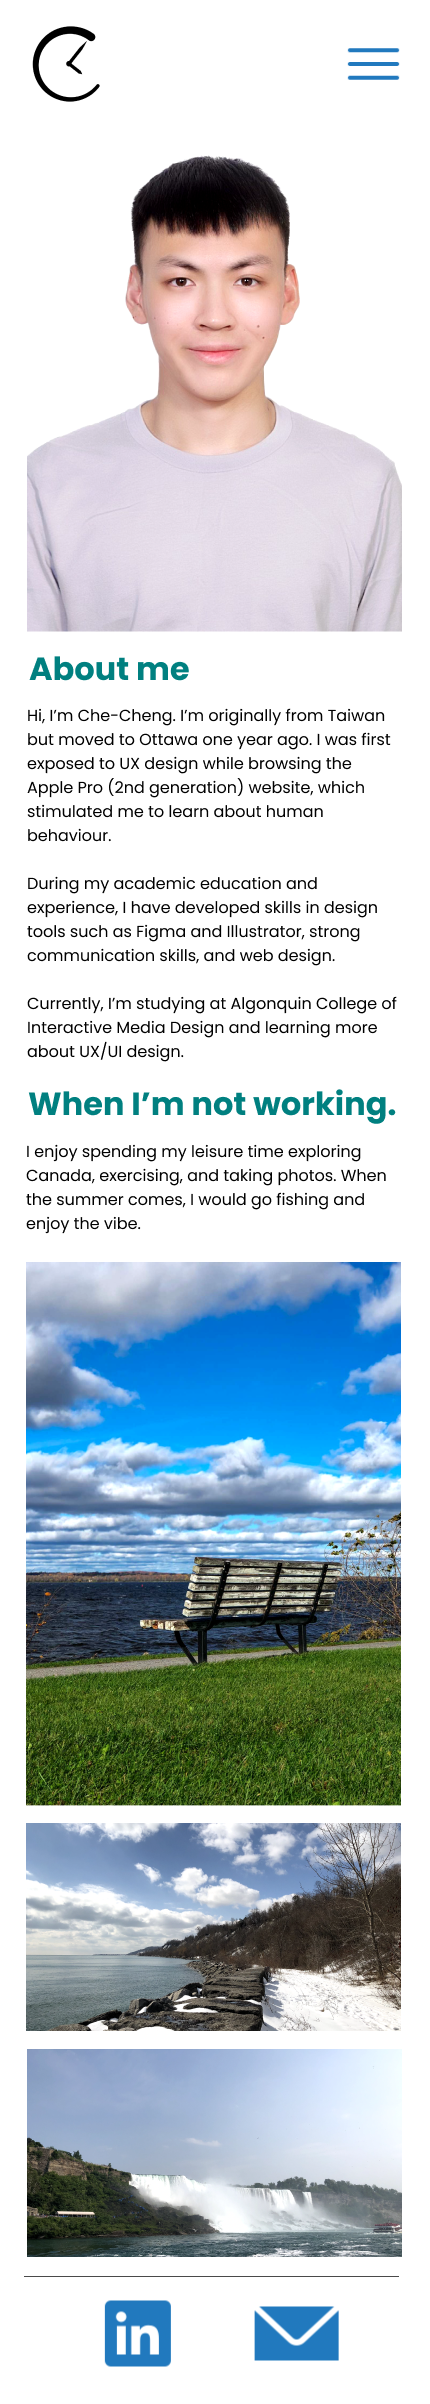 About me
Hi, I’m Che-Cheng. I’m originally from Taiwan
but moved to Ottawa one year ago. I was first
exposed to UX design while browsing the
Apple Pro (2nd generation) website, which
stimulated me to learn about human
behaviour.
During my academic education and
experience, I have developed skills in design
tools such as Figma and Illustrator, strong
communication skills, and web design.
Currently, I’m studying at Algonquin College of
Interactive Media Design and learning more
about UX/UI design.
When I’m not working.
I enjoy spending my leisure time exploring
Canada, exercising, and taking photos. When
the summer comes, I would go fishing and
enjoy the vibe.
in